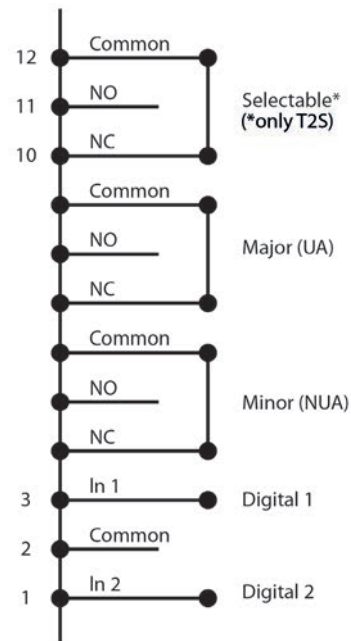 12 Common
11 NO
Selectable*
(*only T2S)
10 NC
Common
NO
Major (UA)
NC
Common
NO
Minor (NUA)
NC
3 In 1 Digital 1
2 Common
1 In 2 Digital 2